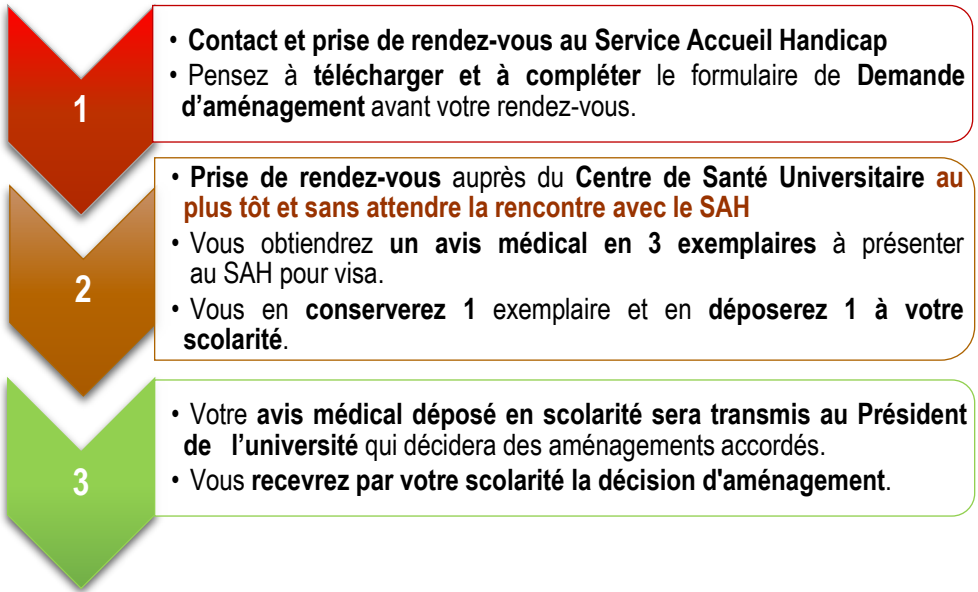 1
• Contact et prise de rendez-vous au Service Accueil Handicap
• Pensez à télécharger et à compléter le formulaire de Demande
d’aménagement avant votre rendez-vous.
2
• Prise de rendez-vous auprès du Centre de Santé Universitaire au
plus tôt et sans attendre la rencontre avec le SAH
• Vous obtiendrez un avis médical en 3 exemplaires à présenter
au SAH pour visa.
• Vous en conserverez 1 exemplaire et en déposerez 1 à votre
scolarité.
3
• Votre avis médical déposé en scolarité sera transmis au Président
de l’université qui décidera des aménagements accordés.
• Vous recevrez par votre scolarité la décision d'aménagement.